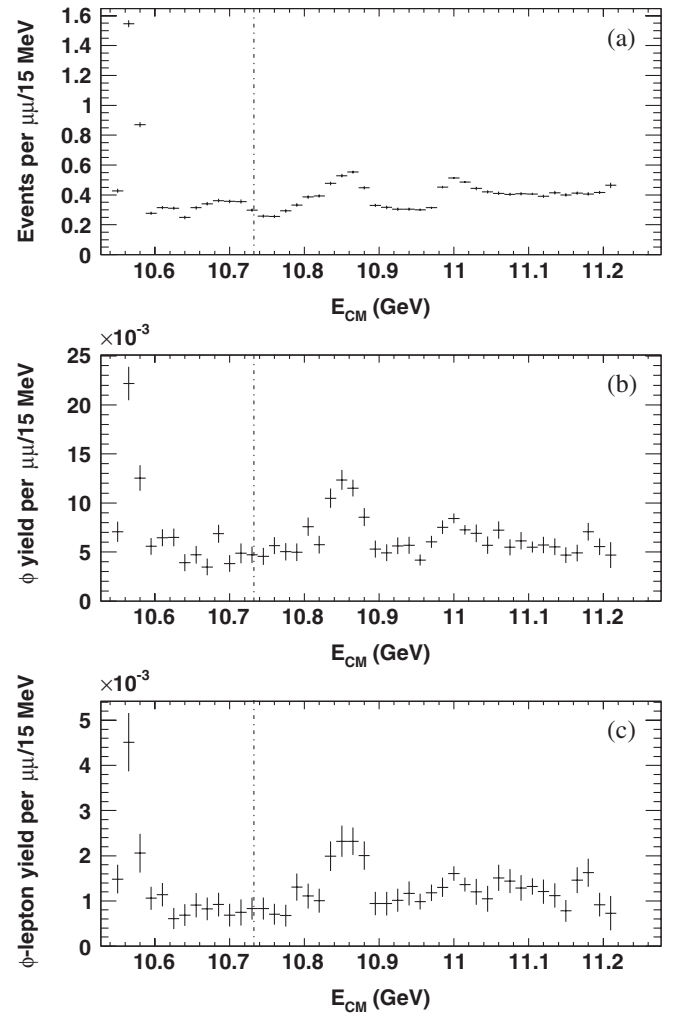 1.6
1.4
1.2
1
0.8
0.6
0.4
0.2
0
Events per μμ/15 MeV
(a)
10.6 10.7 10.8 10.9 11 11.1 11.2
E_CM (GeV)
×10^-3
25
20
15
10
5
0
ϕ yield per μμ/15 MeV
(b)
10.6 10.7 10.8 10.9 11 11.1 11.2
E_CM (GeV)
×10^-3
5
4
3
2
1
0
ϕ-lepton yield per μμ/15 MeV
(c)
10.6 10.7 10.8 10.9 11 11.1 11.2
E_CM (GeV)